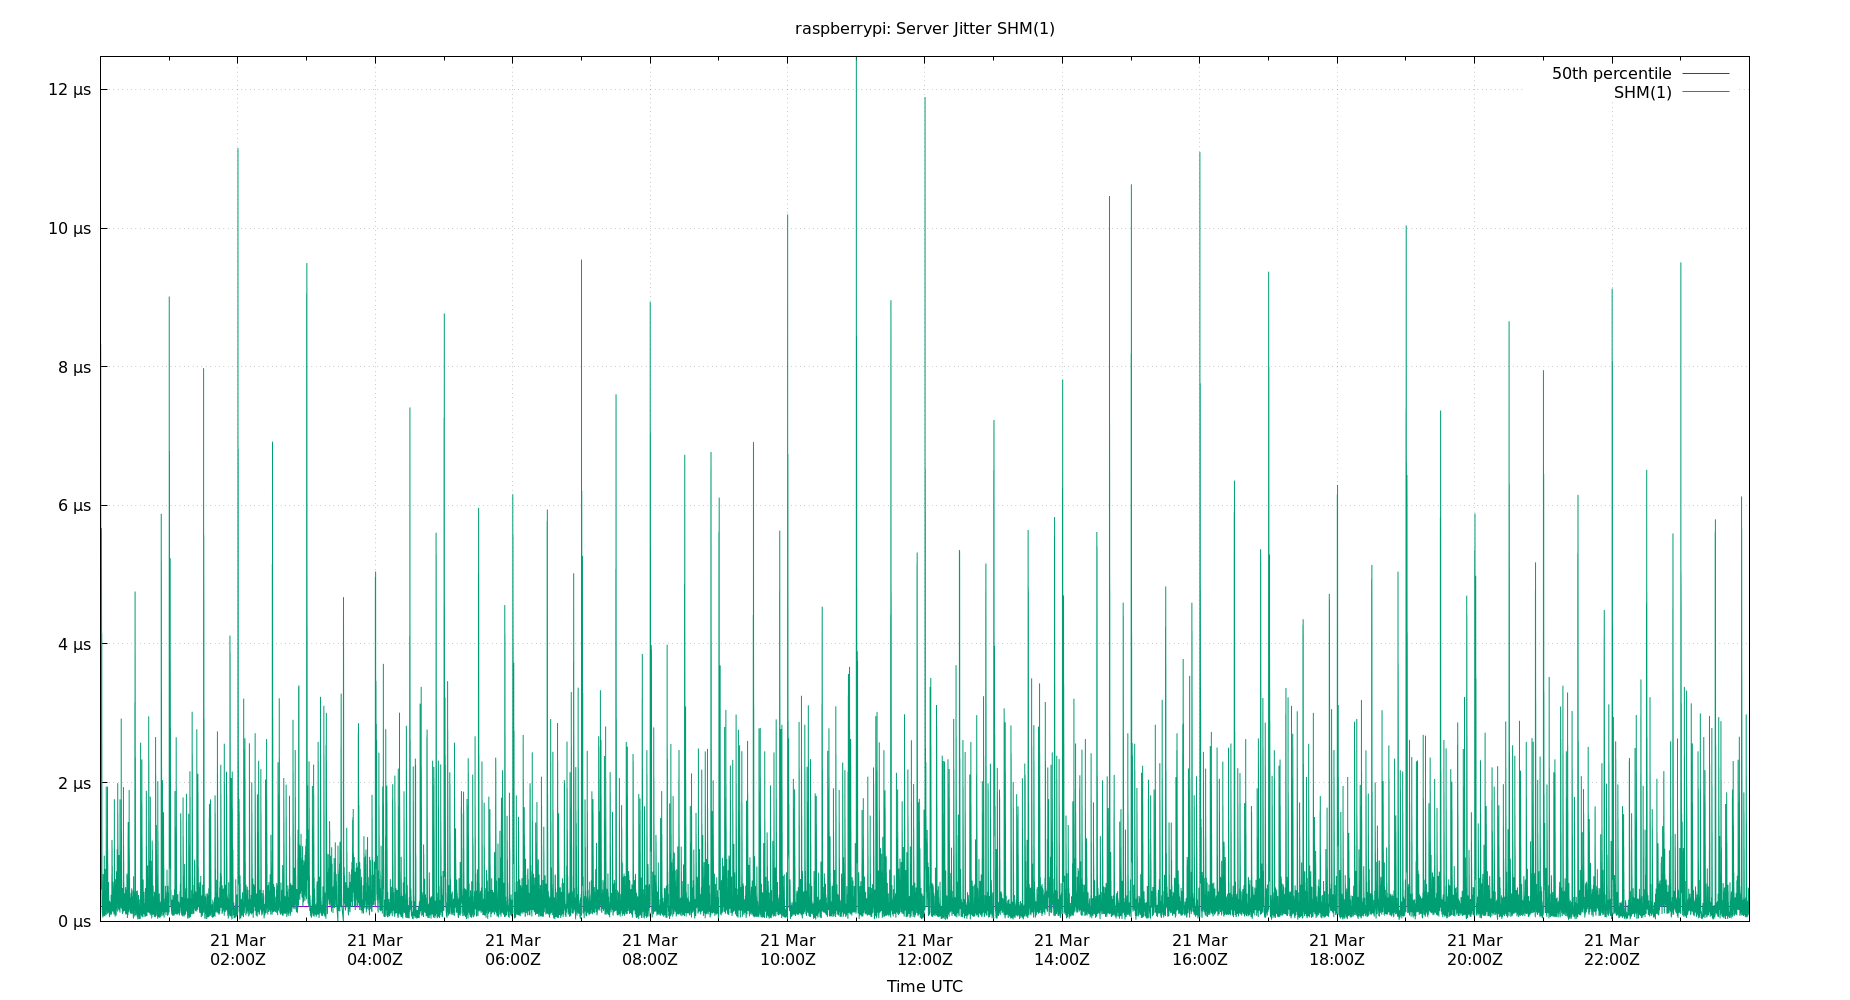 raspberrypi: Server Jitter SHM(1)
50th percentile
SHM(1)
12 µs
10 µs
8 µs
6 µs
4 µs
2 µs
0 µs
21 Mar 21 Mar 21 Mar 21 Mar 21 Mar 21 Mar 21 Mar 21 Mar 21 Mar 21 Mar 21 Mar
02:00Z 04:00Z 06:00Z 08:00Z 10:00Z 12:00Z 14:00Z 16:00Z 18:00Z 20:00Z 22:00Z
Time UTC